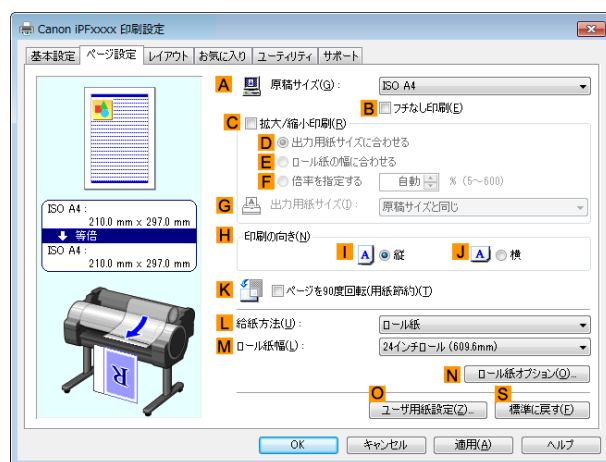 Canon iPFxxxx 印刷設定
基本設定 ページ設定 レイアウト お気に入り ユーティリティ サポート
A 原稿サイズ(G): ISO A4
B フチなし印刷(E)
C 拡大/縮小印刷(R)
D 出力用紙サイズに合わせる
E ロール紙の幅に合わせる
F 倍率を指定する 自動 % (5～600)
G 出力用紙サイズ(I): 原稿サイズと同じ
ISO A4 :
210.0 mm x 297.0 mm
等倍
ISO A4 :
210.0 mm x 297.0 mm
H 印刷の向き(N)
I A 縦 J A 横
K ページを90度回転(用紙節約)(T)
L 給紙方法(U): ロール紙
M ロール紙幅(L): 24インチロール (609.6mm)
N ロール紙オプション(O)...
R
O S
ユーザ用紙設定(Z)... 標準に戻す(F)
OK キャンセル 適用(A) ヘルプ